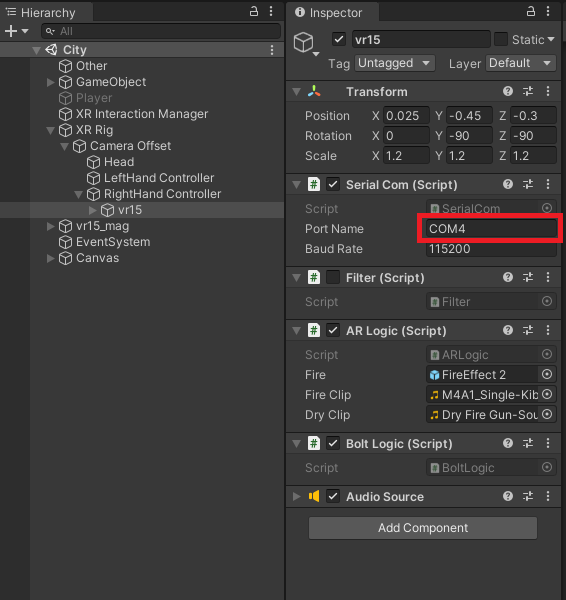 Hierarchy
All
City
Other
GameObject
Player
XR Interaction Manager
XR Rig
Camera Offset
Head
LeftHand Controller
RightHand Controller
vr15
vr15_mag
EventSystem
Canvas
Inspector
vr15
Static
Tag Untagged Layer Default
Transform
Position X 0.025 Y -0.45 Z -0.3
Rotation X 0 Y -90 Z -90
Scale X 1.2 Y 1.2 Z 1.2
# Serial Com (Script)
Script # SerialCom
Port Name COM4
Baud Rate 115200
# Filter (Script)
Script # Filter
# AR Logic (Script)
Script # ARLogic
Fire FireEffect 2
Fire Clip M4A1_Single-Kib
Dry Clip Dry Fire Gun-Sou
# Bolt Logic (Script)
Script # BoltLogic
Audio Source
Add Component